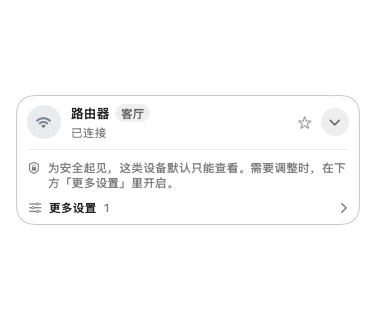 路由器 客厅
已连接
为安全起见，这类设备默认只能查看。需要调整时，在下
方「更多设置」里开启。
更多设置 1